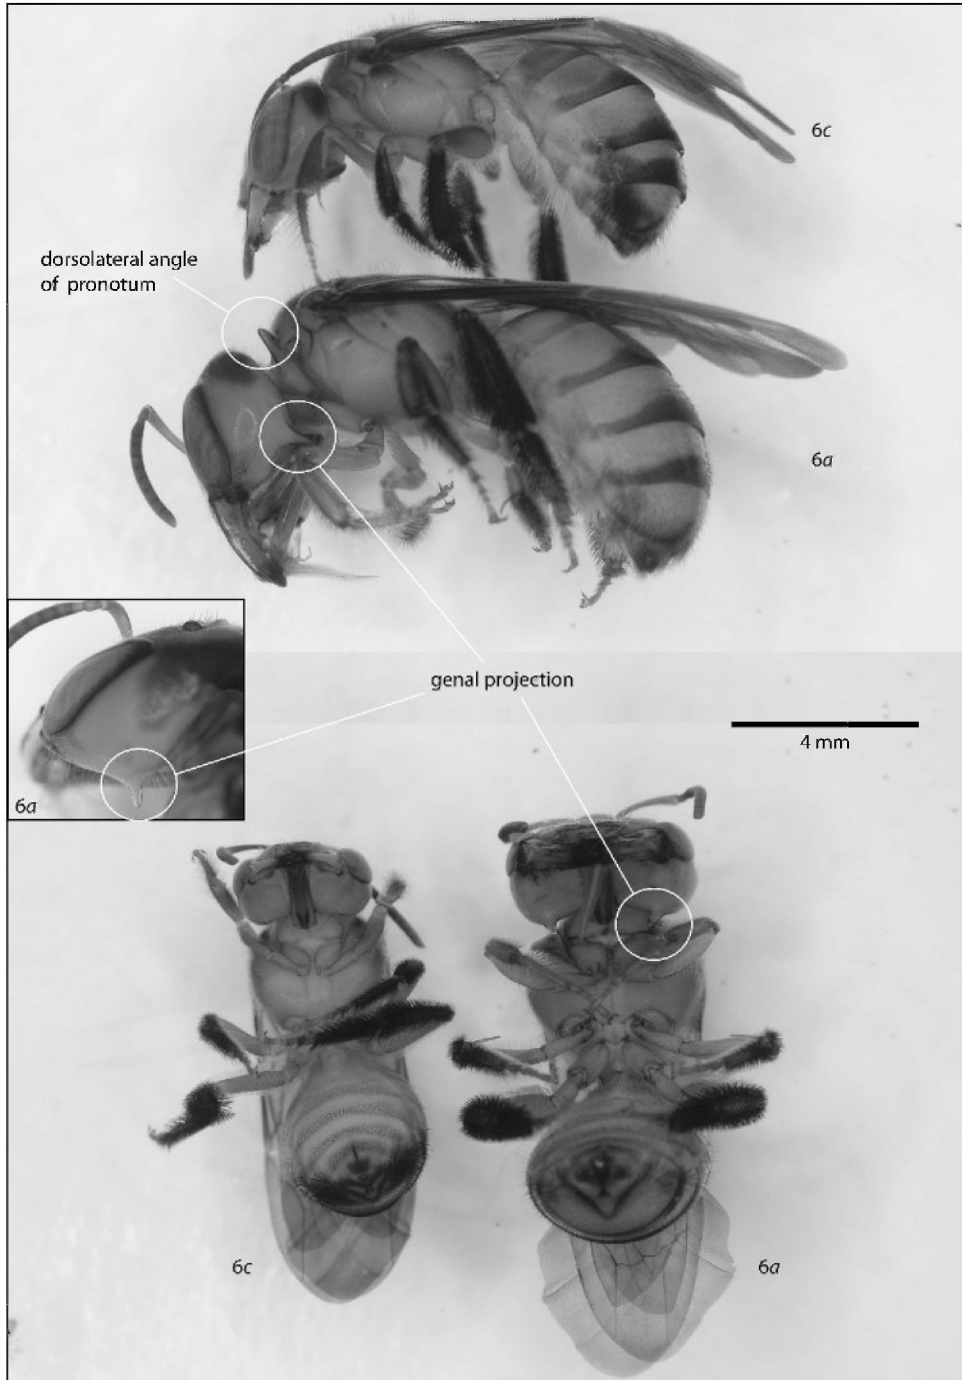 6c
dorsolateral angle
of pronotum
6a
genal projection
4 mm
6a
6c
6a